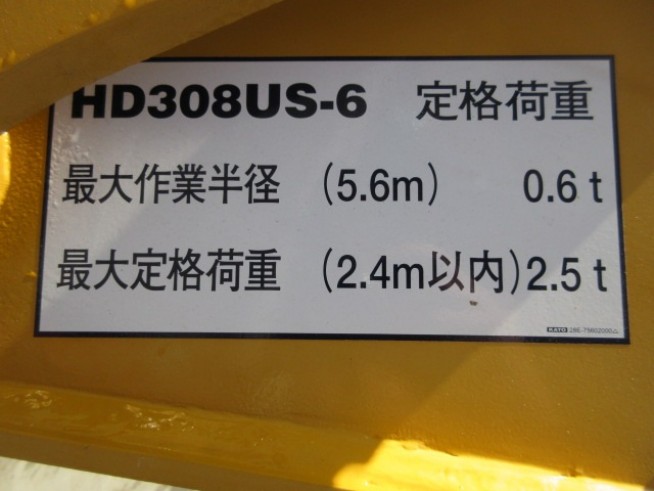 HD308US-6 定格荷重
最大作業半径 (5.6m) 0.6 t
最大定格荷重 (2.4m以内) 2.5 t
KATO